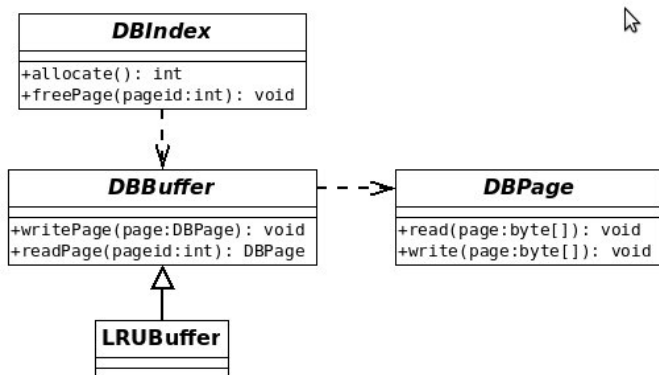 DBIndex
+allocate(): int
+freePage(pageid:int): void
DBBuffer
+writePage(page:DBPage): void
+readPage(pageid:int): DBPage
DBPage
+read(page:byte[]): void
+write(page:byte[]): void
LRUBuffer